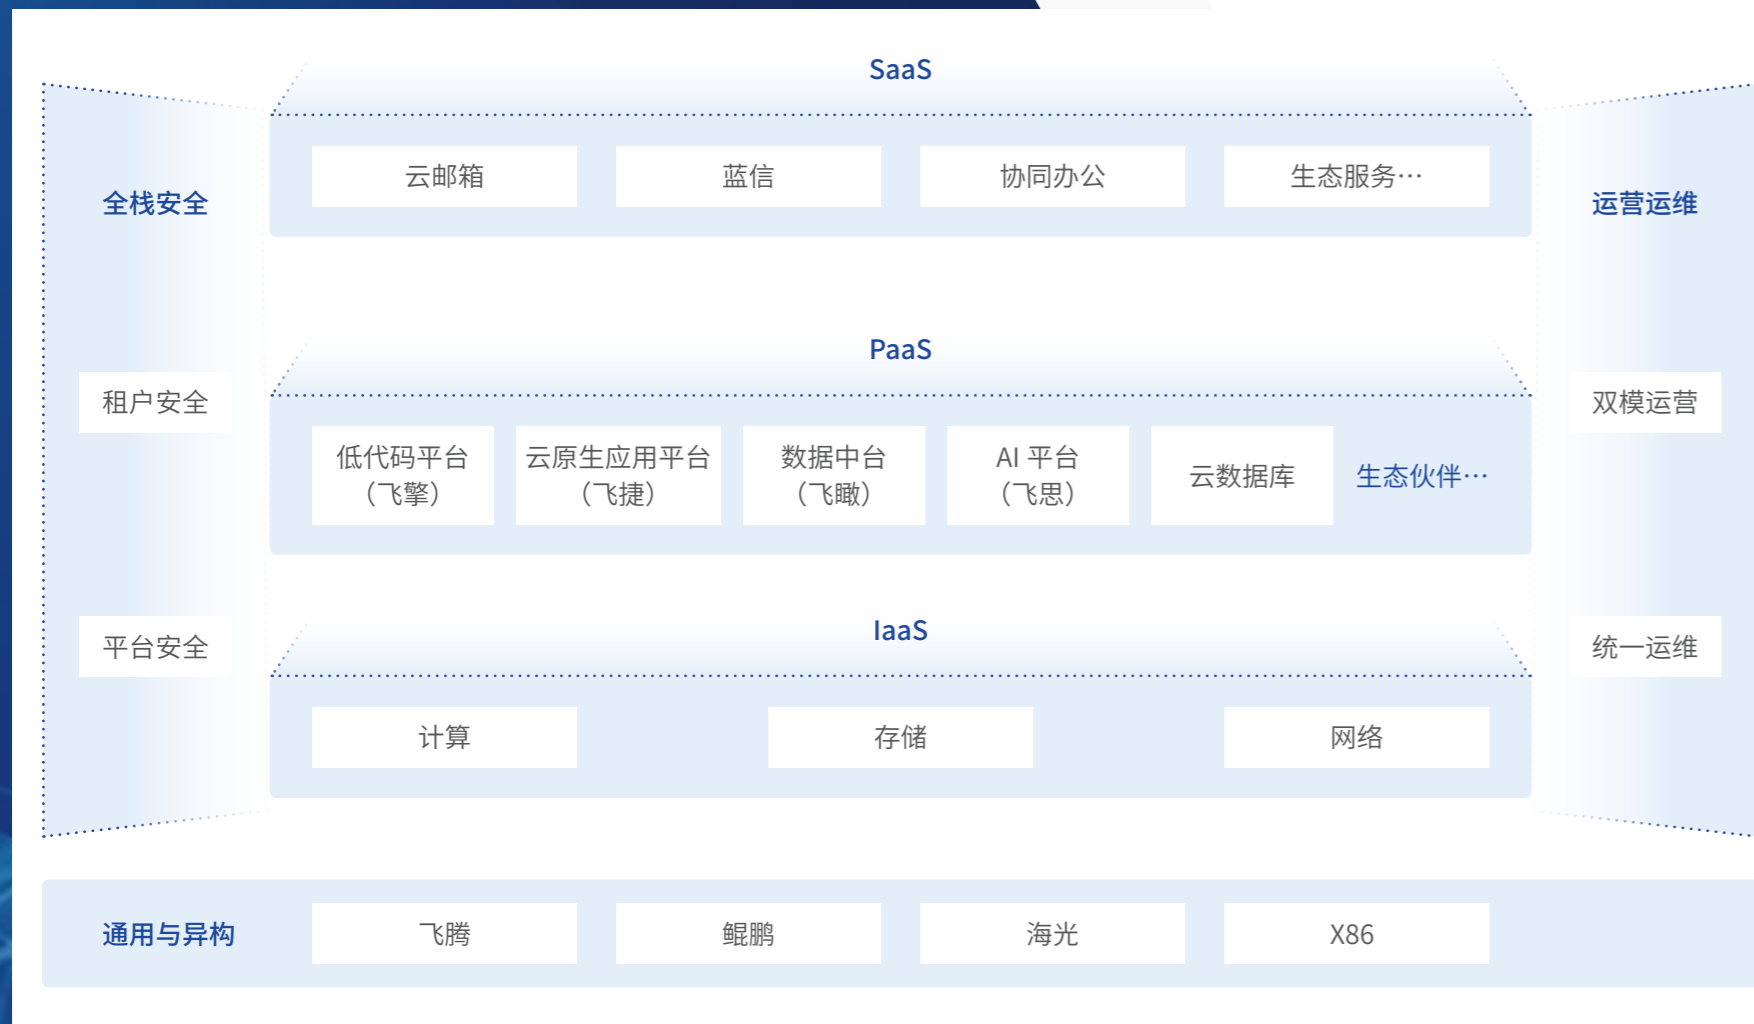 SaaS
云邮箱
蓝信
协同办公
生态服务…
全栈安全
租户安全
平台安全
PaaS
低代码平台
（飞擎）
云原生应用平台
（飞捷）
数据中台
（飞瞰）
AI 平台
（飞思）
云数据库
生态伙伴…
IaaS
计算
存储
网络
运营运维
双模运营
统一运维
通用与异构
飞腾
鲲鹏
海光
X86